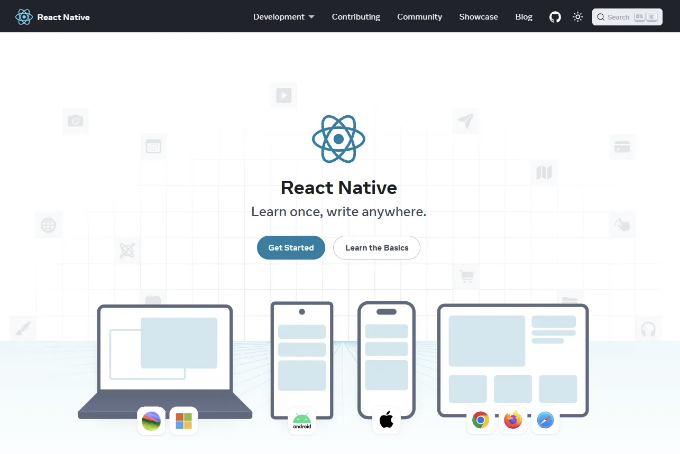 React Native
Development
Contributing
Community
Showcase
Blog
Search
React Native
Learn once, write anywhere.
Get Started
Learn the Basics
android